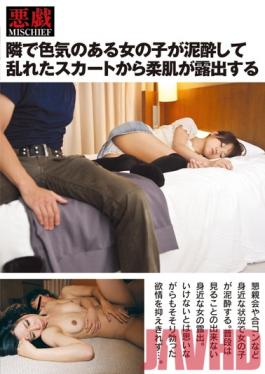 悪戯
MISCHIEF
隣で色気のある女の子が泥酔して
乱れたスカートから柔肌が露出する
懇親会や合コンなど
身近な状況で女の子
が泥酔する。普段は
見ることの出来ない
身近な女の露出。
いけないとは思いな
がらもそそり勃った
欲情を抑えきれず…。